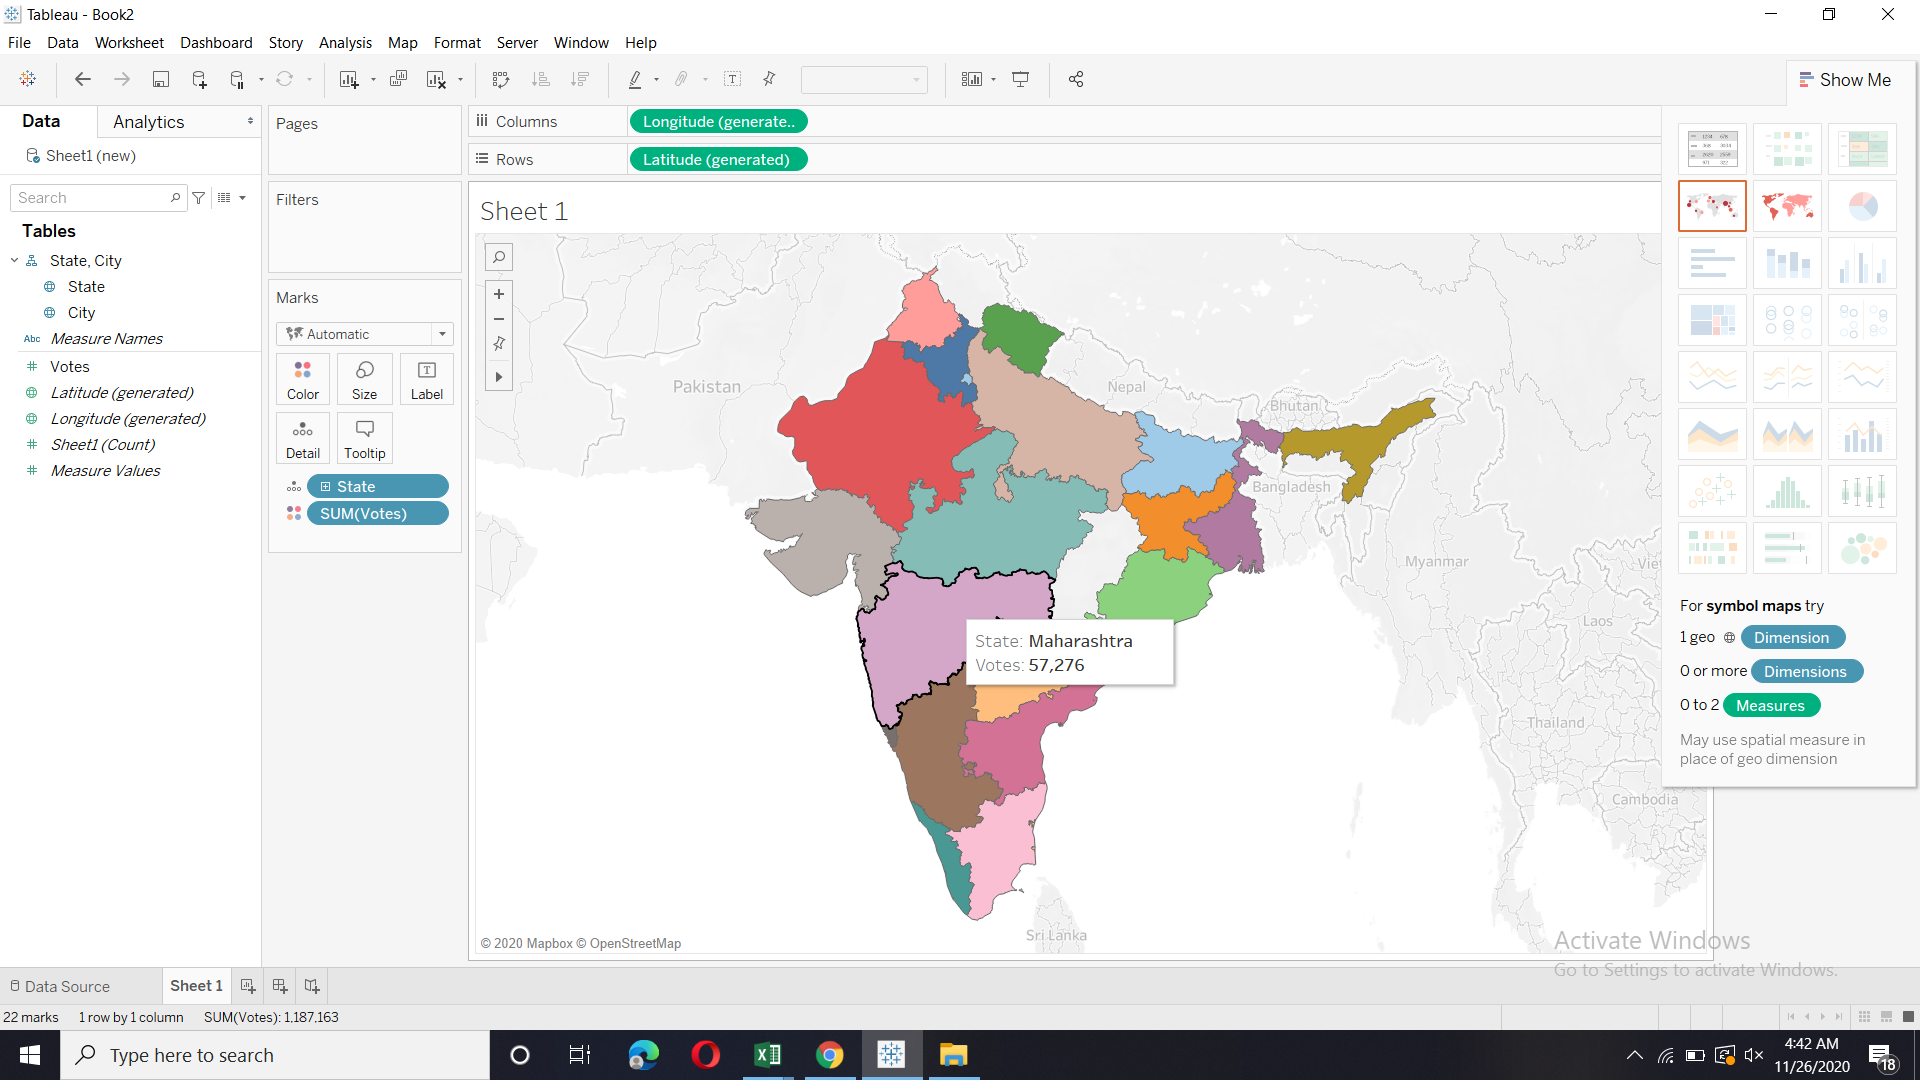 Tableau - Book2
File Data Worksheet Dashboard Story Analysis Map Format Server Window Help
Show Me
Data
Analytics
Sheet1 (new)
Search
Tables
State, City
State
City
Abc Measure Names
Votes
Latitude (generated)
Longitude (generated)
Sheet1 (Count)
Measure Values
Pages
Filters
Marks
Automatic
Color Size Label
Detail Tooltip
State
SUM(Votes)
Columns Longitude (generate..
Rows Latitude (generated)
Sheet 1
Pakistan
Nepal
Bhutan
Bangladesh
Myanmar
Viet
Laos
Thailand
Cambodia
Sri Lanka
State: Maharashtra
Votes: 57,276
© 2020 Mapbox © OpenStreetMap
For symbol maps try
1 geo Dimension
0 or more Dimensions
0 to 2 Measures
May use spatial measure in
place of geo dimension
Activate Windows
Go to Settings to activate Windows.
Data Source Sheet 1
22 marks 1 row by 1 column SUM(Votes): 1,187,163
Type here to search
4:42 AM
11/26/2020
18